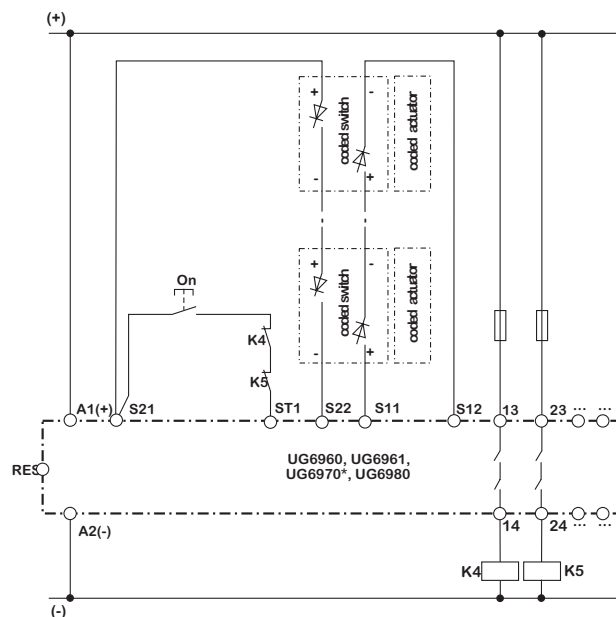 (+)
+
-
coded switch
coded actuator
-
+
+
-
coded switch
coded actuator
-
+
On
K4
K5
A1(+)
S21
ST1
S22
S11
S12
13
23
...
...
RES
UG6960, UG6961,
UG6970*, UG6980
A2(-)
14
24
...
...
K4
K5
(-)